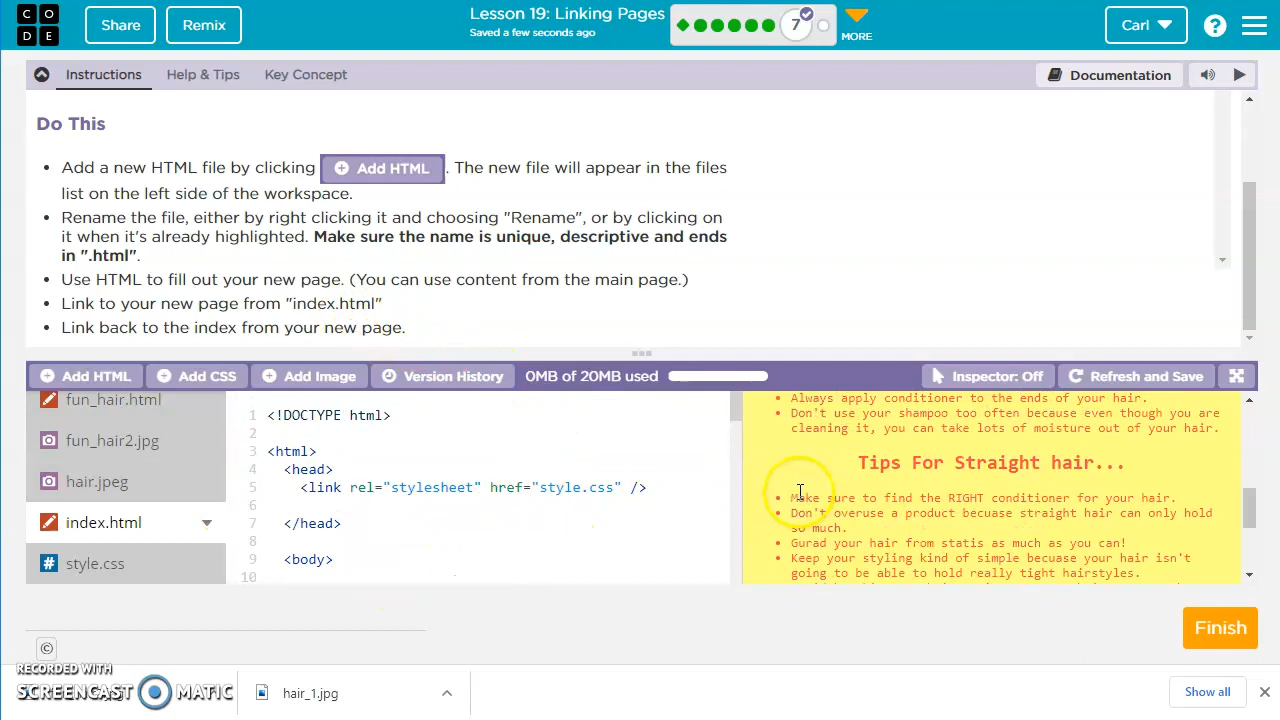 CO
DE
Share
Remix
Lesson 19: Linking Pages
Saved a few seconds ago
7
MORE
Carl
?
Instructions
Help & Tips
Key Concept
Documentation
Do This
Add a new HTML file by clicking Add HTML . The new file will appear in the files
list on the left side of the workspace.
Rename the file, either by right clicking it and choosing "Rename", or by clicking on
it when it's already highlighted. Make sure the name is unique, descriptive and ends
in ".html".
Use HTML to fill out your new page. (You can use content from the main page.)
Link to your new page from "index.html"
Link back to the index from your new page.
Add HTML
Add CSS
Add Image
Version History
0MB of 20MB used
Inspector: Off
Refresh and Save
fun_hair.html
fun_hair2.jpg
hair.jpeg
index.html
style.css
1 <!DOCTYPE html>
2
3 <html>
4 <head>
5 <link rel="stylesheet" href="style.css" />
6
7 </head>
8
9 <body>
10
Always apply conditioner to the ends of your hair.
Don't use your shampoo too often because even though you are
cleaning it, you can take lots of moisture out of your hair.
Tips For Straight hair...
Make sure to find the RIGHT conditioner for your hair.
Don't overuse a product becuase straight hair can only hold
so much.
Gurad your hair from statis as much as you can!
Keep your styling kind of simple becuase your hair isn't
going to be able to hold really tight hairstyles.
Finish
©
RECORDED WITH
SCREENCAST MATIC
hair_1.jpg
Show all